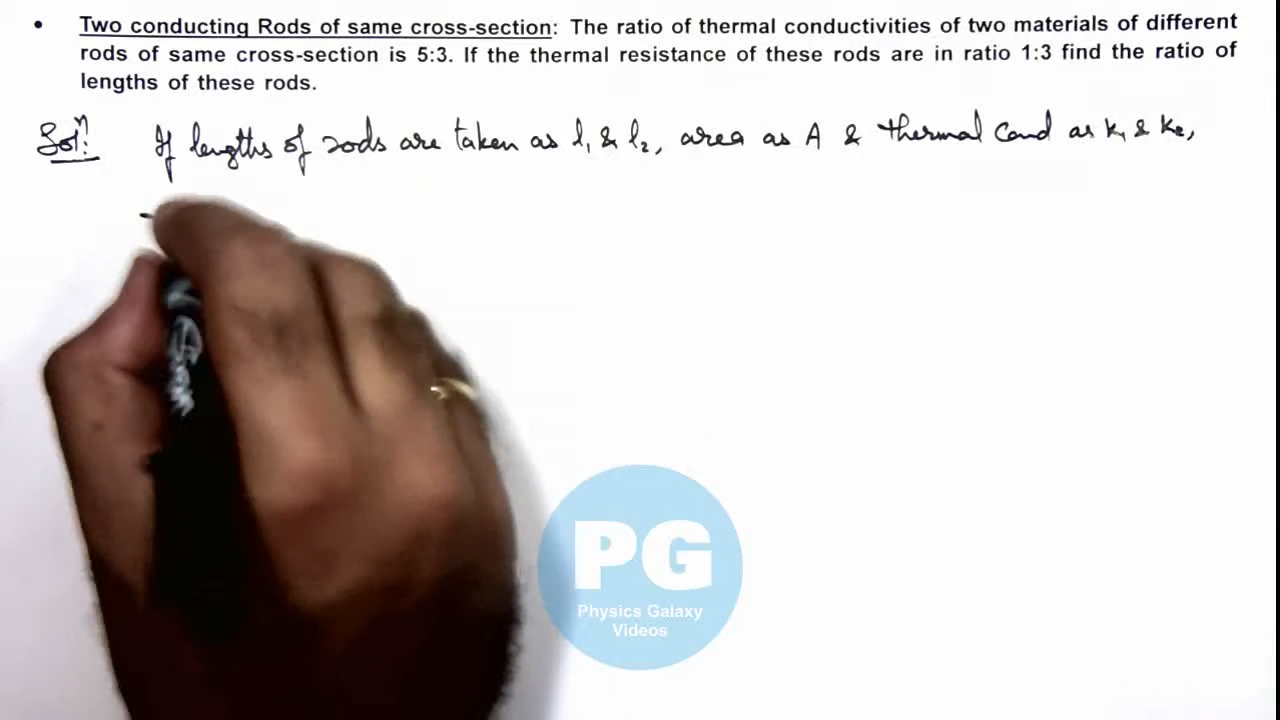 • Two conducting Rods of same cross-section: The ratio of thermal conductivities of two materials of different
rods of same cross-section is 5:3. If the thermal resistance of these rods are in ratio 1:3 find the ratio of
lengths of these rods.
Solⁿ: If lengths of rods are taken as l₁ & l₂, area as A & thermal Cond as k₁ & k₂,
PG
Physics Galaxy
Videos